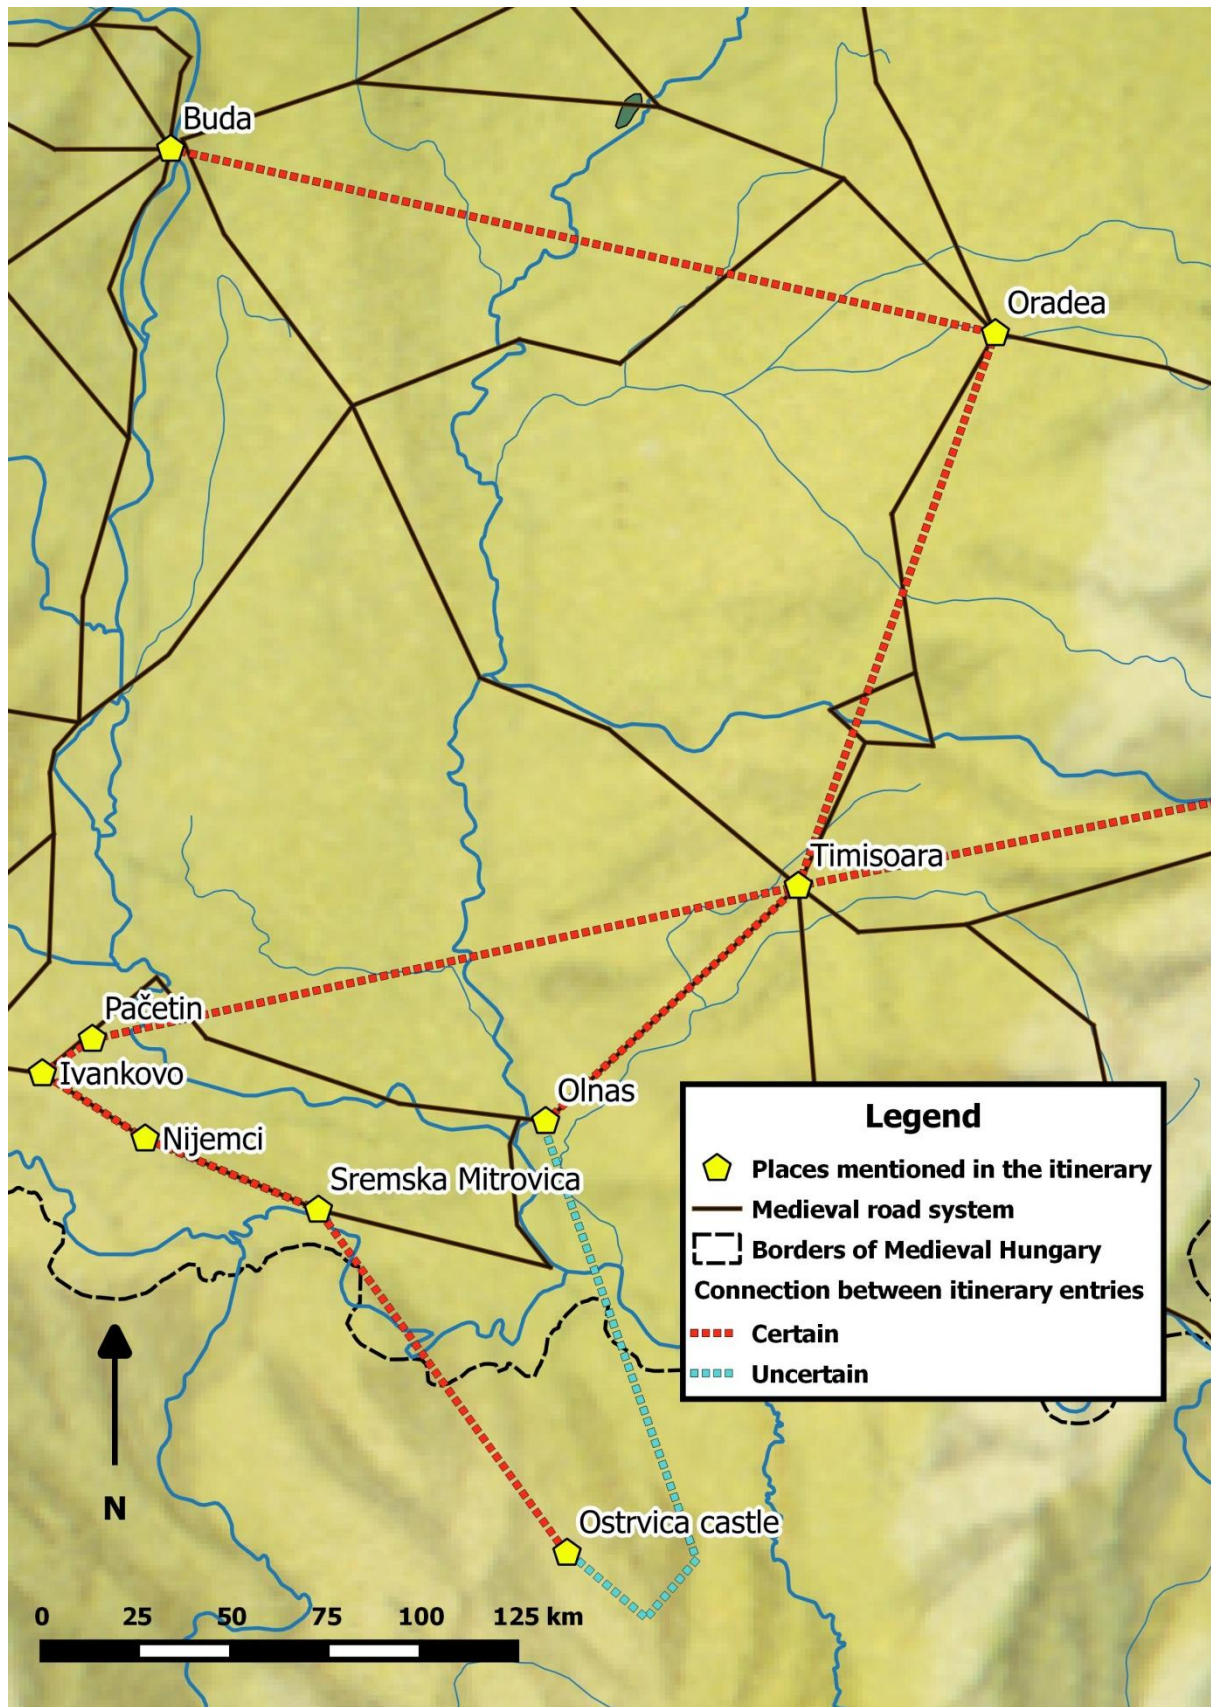 Buda
Oradea
Timisoara
Pačetin
Ivankovo
Olnas
Nijemci
Sremska Mitrovica
Legend
Places mentioned in the itinerary
Medieval road system
Borders of Medieval Hungary
Connection between itinerary entries
Certain
Uncertain
N
Ostrvica castle
0 25 50 75 100 125 km